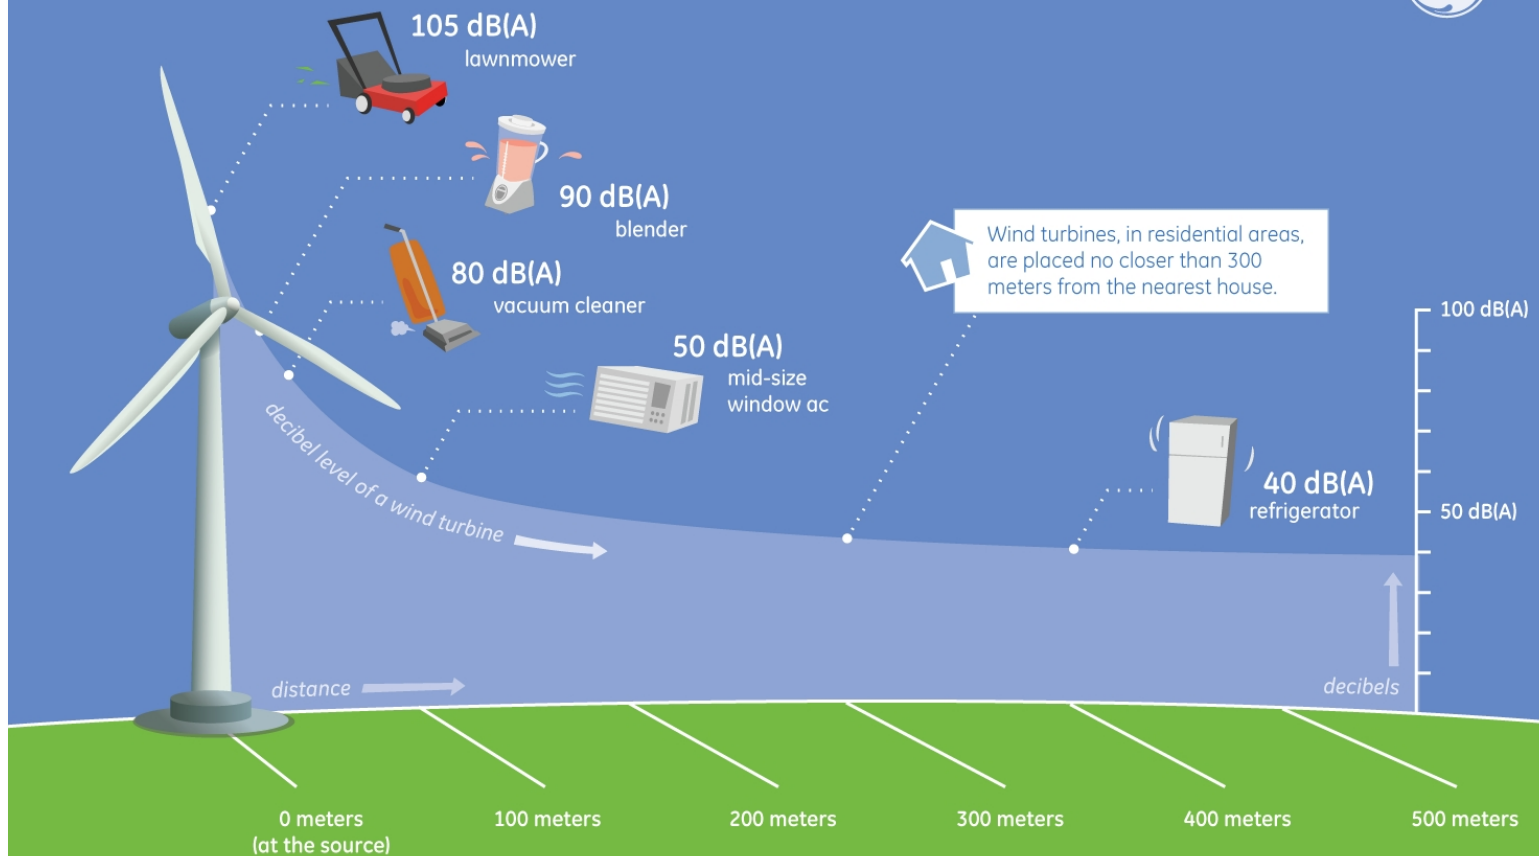 105 dB(A)
lawnmower
90 dB(A)
blender
80 dB(A)
vacuum cleaner
50 dB(A)
mid-size
window ac
Wind turbines, in residential areas,
are placed no closer than 300
meters from the nearest house.
100 dB(A)
40 dB(A)
refrigerator
50 dB(A)
decibel level of a wind turbine
distance
decibels
0 meters
(at the source)
100 meters
200 meters
300 meters
400 meters
500 meters